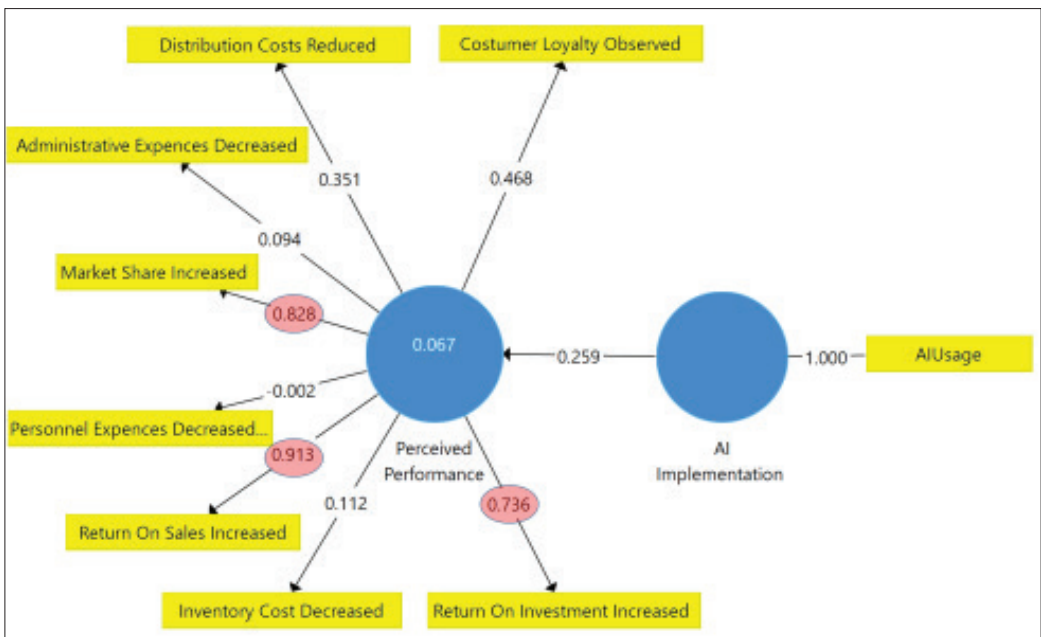 Distribution Costs Reduced
Costumer Loyalty Observed
Administrative Expences Decreased
0.351
0.468
0.094
Market Share Increased
0.828
0.067
0.259
1.000
AIUsage
-0.002
Personnel Expences Decreased...
0.913
Perceived
Performance
AI
Implementation
0.112
0.736
Return On Sales Increased
Inventory Cost Decreased
Return On Investment Increased